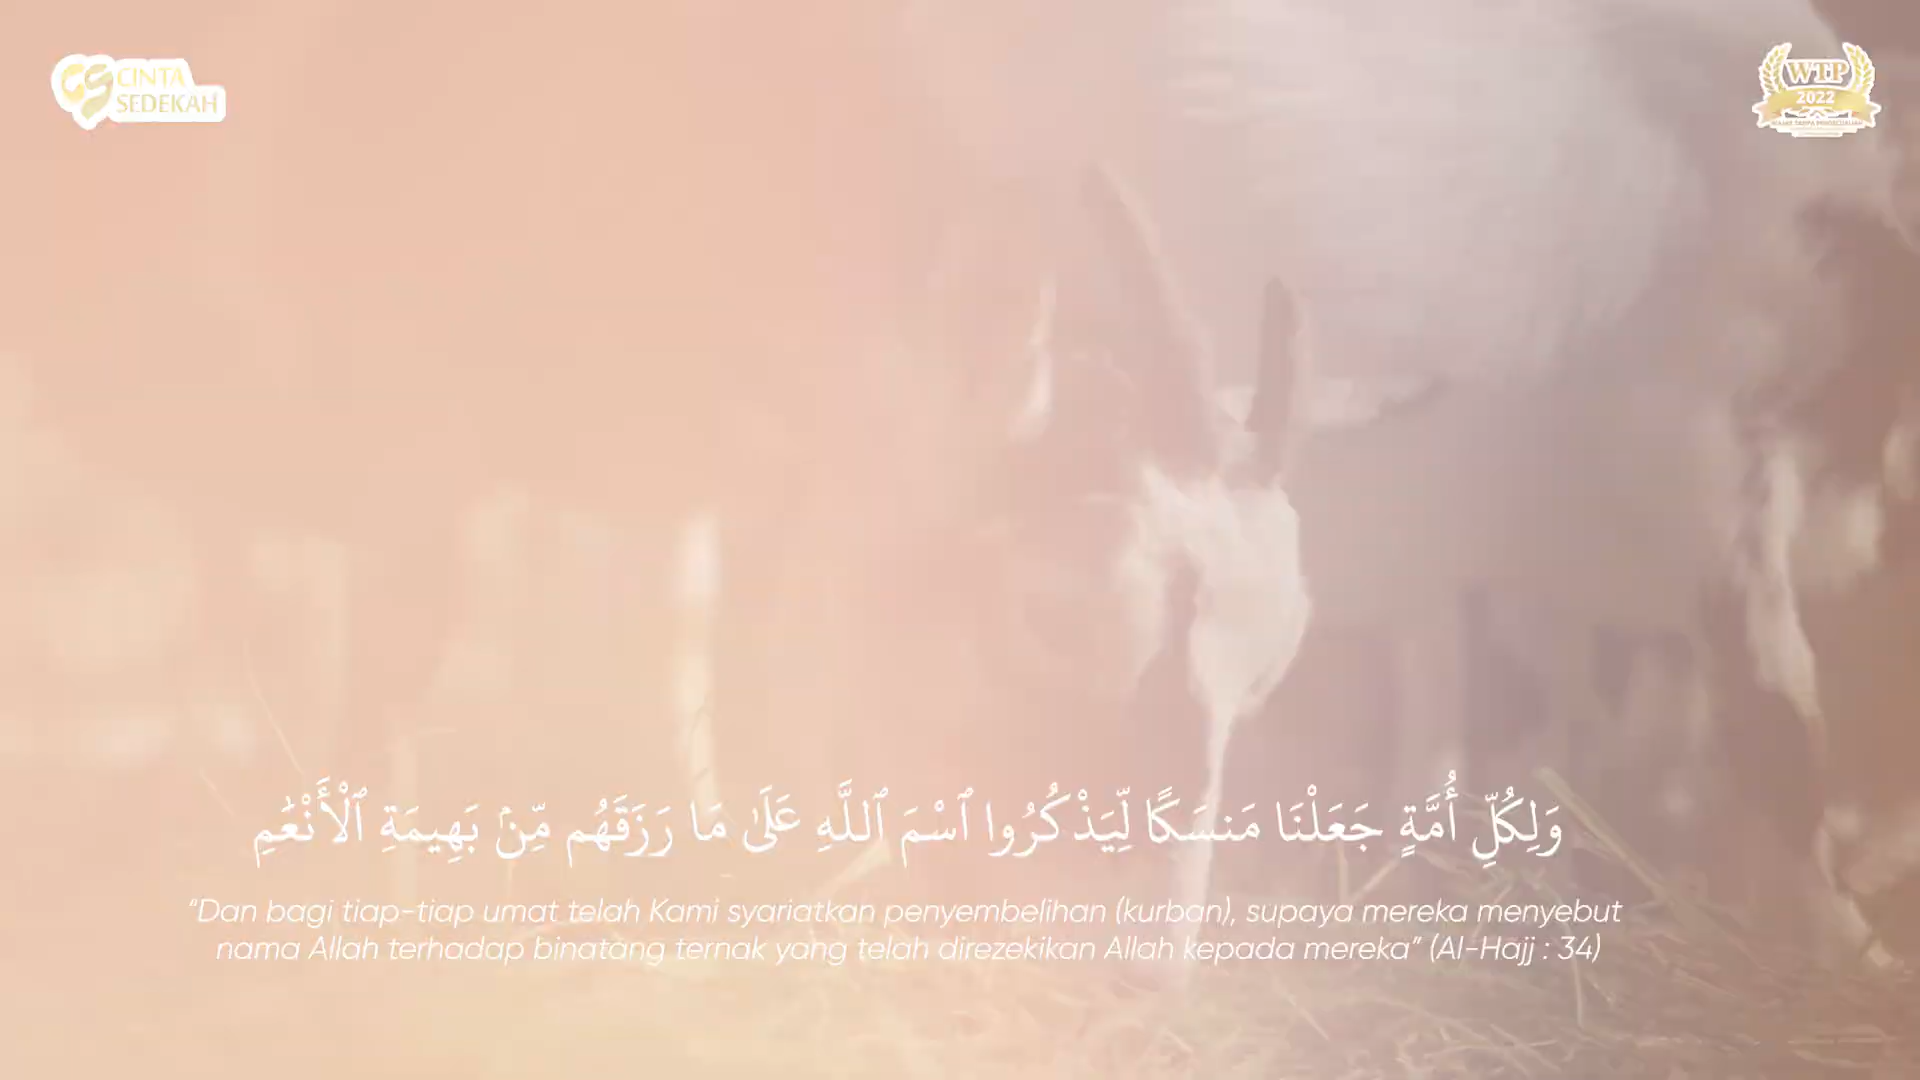 CINTA
SEDEKAH
WTP
2022
وَلِكُلِّ أُمَّةٍ جَعَلْنَا مَنسَكًا لِّيَذْكُرُوا ٱسْمَ ٱللَّهِ عَلَىٰ مَا رَزَقَهُم مِّنۢ بَهِيمَةِ ٱلْأَنْعَٰمِ
“Dan bagi tiap-tiap umat telah Kami syariatkan penyembelihan (kurban), supaya mereka menyebut
nama Allah terhadap binatang ternak yang telah direzekikan Allah kepada mereka” (Al-Hajj : 34)